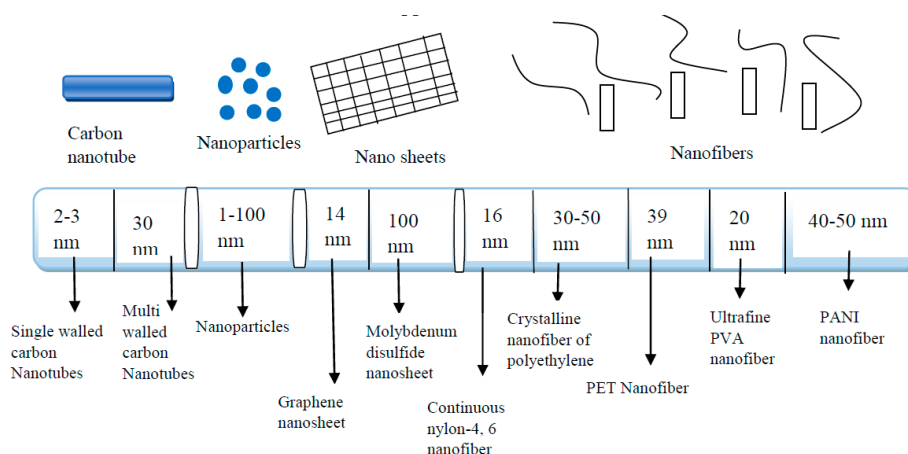 Carbon
nanotube
Nanoparticles
Nano sheets
Nanofibers
2-3
nm
30
nm
1-100
nm
14
nm
100
nm
16
nm
30-50
nm
39
nm
20
nm
40-50 nm
Single walled
carbon
Nanotubes
Multi
walled
carbon
Nanotubes
Nanoparticles
Graphene
nanosheet
Molybdenum
disulfide
nanosheet
Continuous
nylon-4, 6
nanofiber
Crystalline
nanofiber of
polyethylene
PET Nanofiber
Ultrafine
PVA
nanofiber
PANI
nanofiber